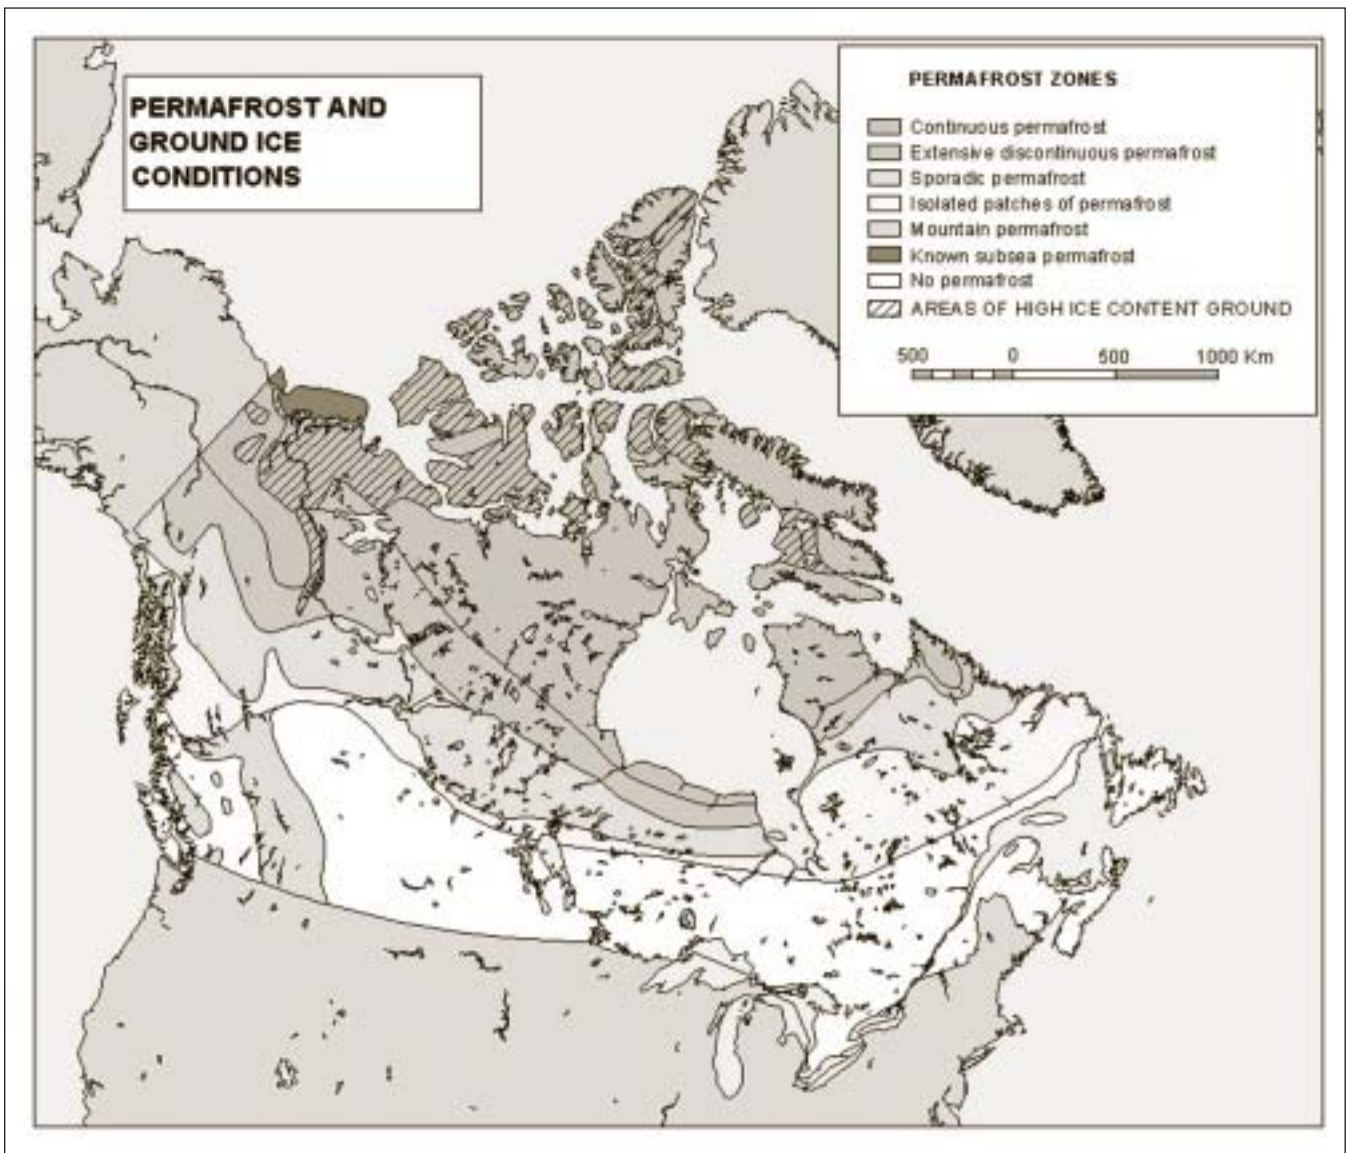 PERMAFROST AND
GROUND ICE
CONDITIONS
PERMAFROST ZONES
Continuous permafrost
Extensive discontinuous permafrost
Sporadic permafrost
Isolated patches of permafrost
Mountain permafrost
Known subsea permafrost
No permafrost
AREAS OF HIGH ICE CONTENT GROUND
500 0 500 1000 Km